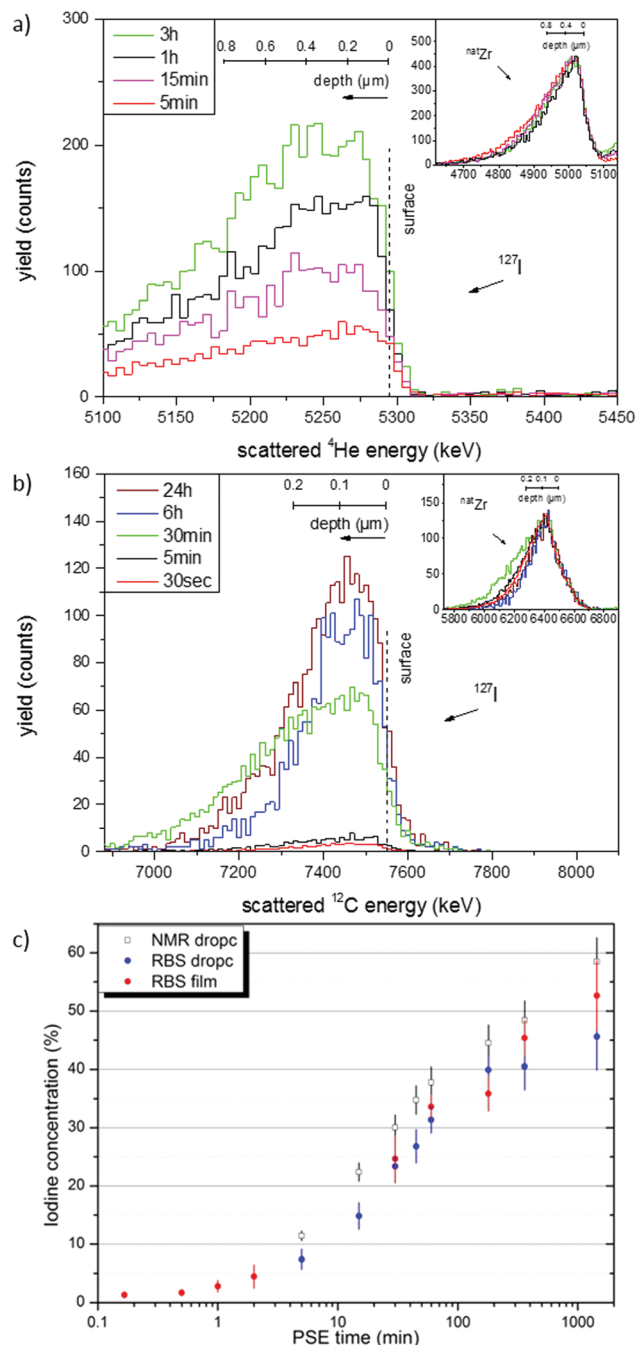 a)
3h
1h
15min
5min
0.8 0.6 0.4 0.2 0
depth (µm)
surface
127I
natZr
0.8 0.4 0
depth (µm)
500
450
400
350
300
250
200
150
100
50
0
4700 4800 4900 5000 5100
300
200
100
0
yield (counts)
5100 5150 5200 5250 5300 5350 5400 5450
scattered 4He energy (keV)
b)
24h
6h
30min
5min
30sec
0.2 0.1 0
depth (µm)
surface
127I
natZr
0.2 0.1 0
depth (µm)
150
100
50
0
5800 6000 6200 6400 6600 6800
160
140
120
100
80
60
40
20
0
yield (counts)
7000 7200 7400 7600 7800 8000
scattered 12C energy (keV)
c)
NMR dropc
RBS dropc
RBS film
60
50
40
30
20
10
0
Iodine concentration (%)
0.1 1 10 100 1000
PSE time (min)